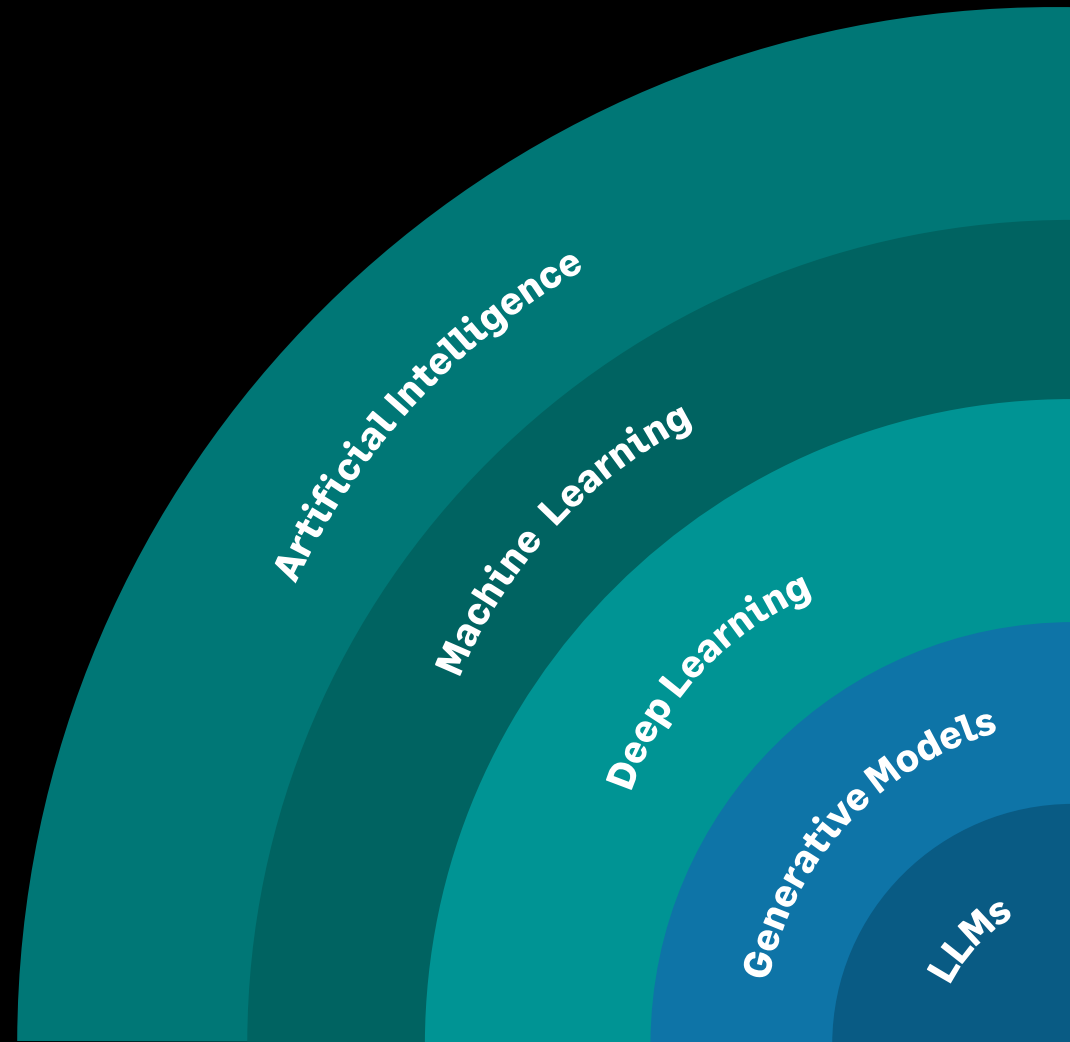 Artificial Intelligence
Machine Learning
Deep Learning
Generative Models
LLMs